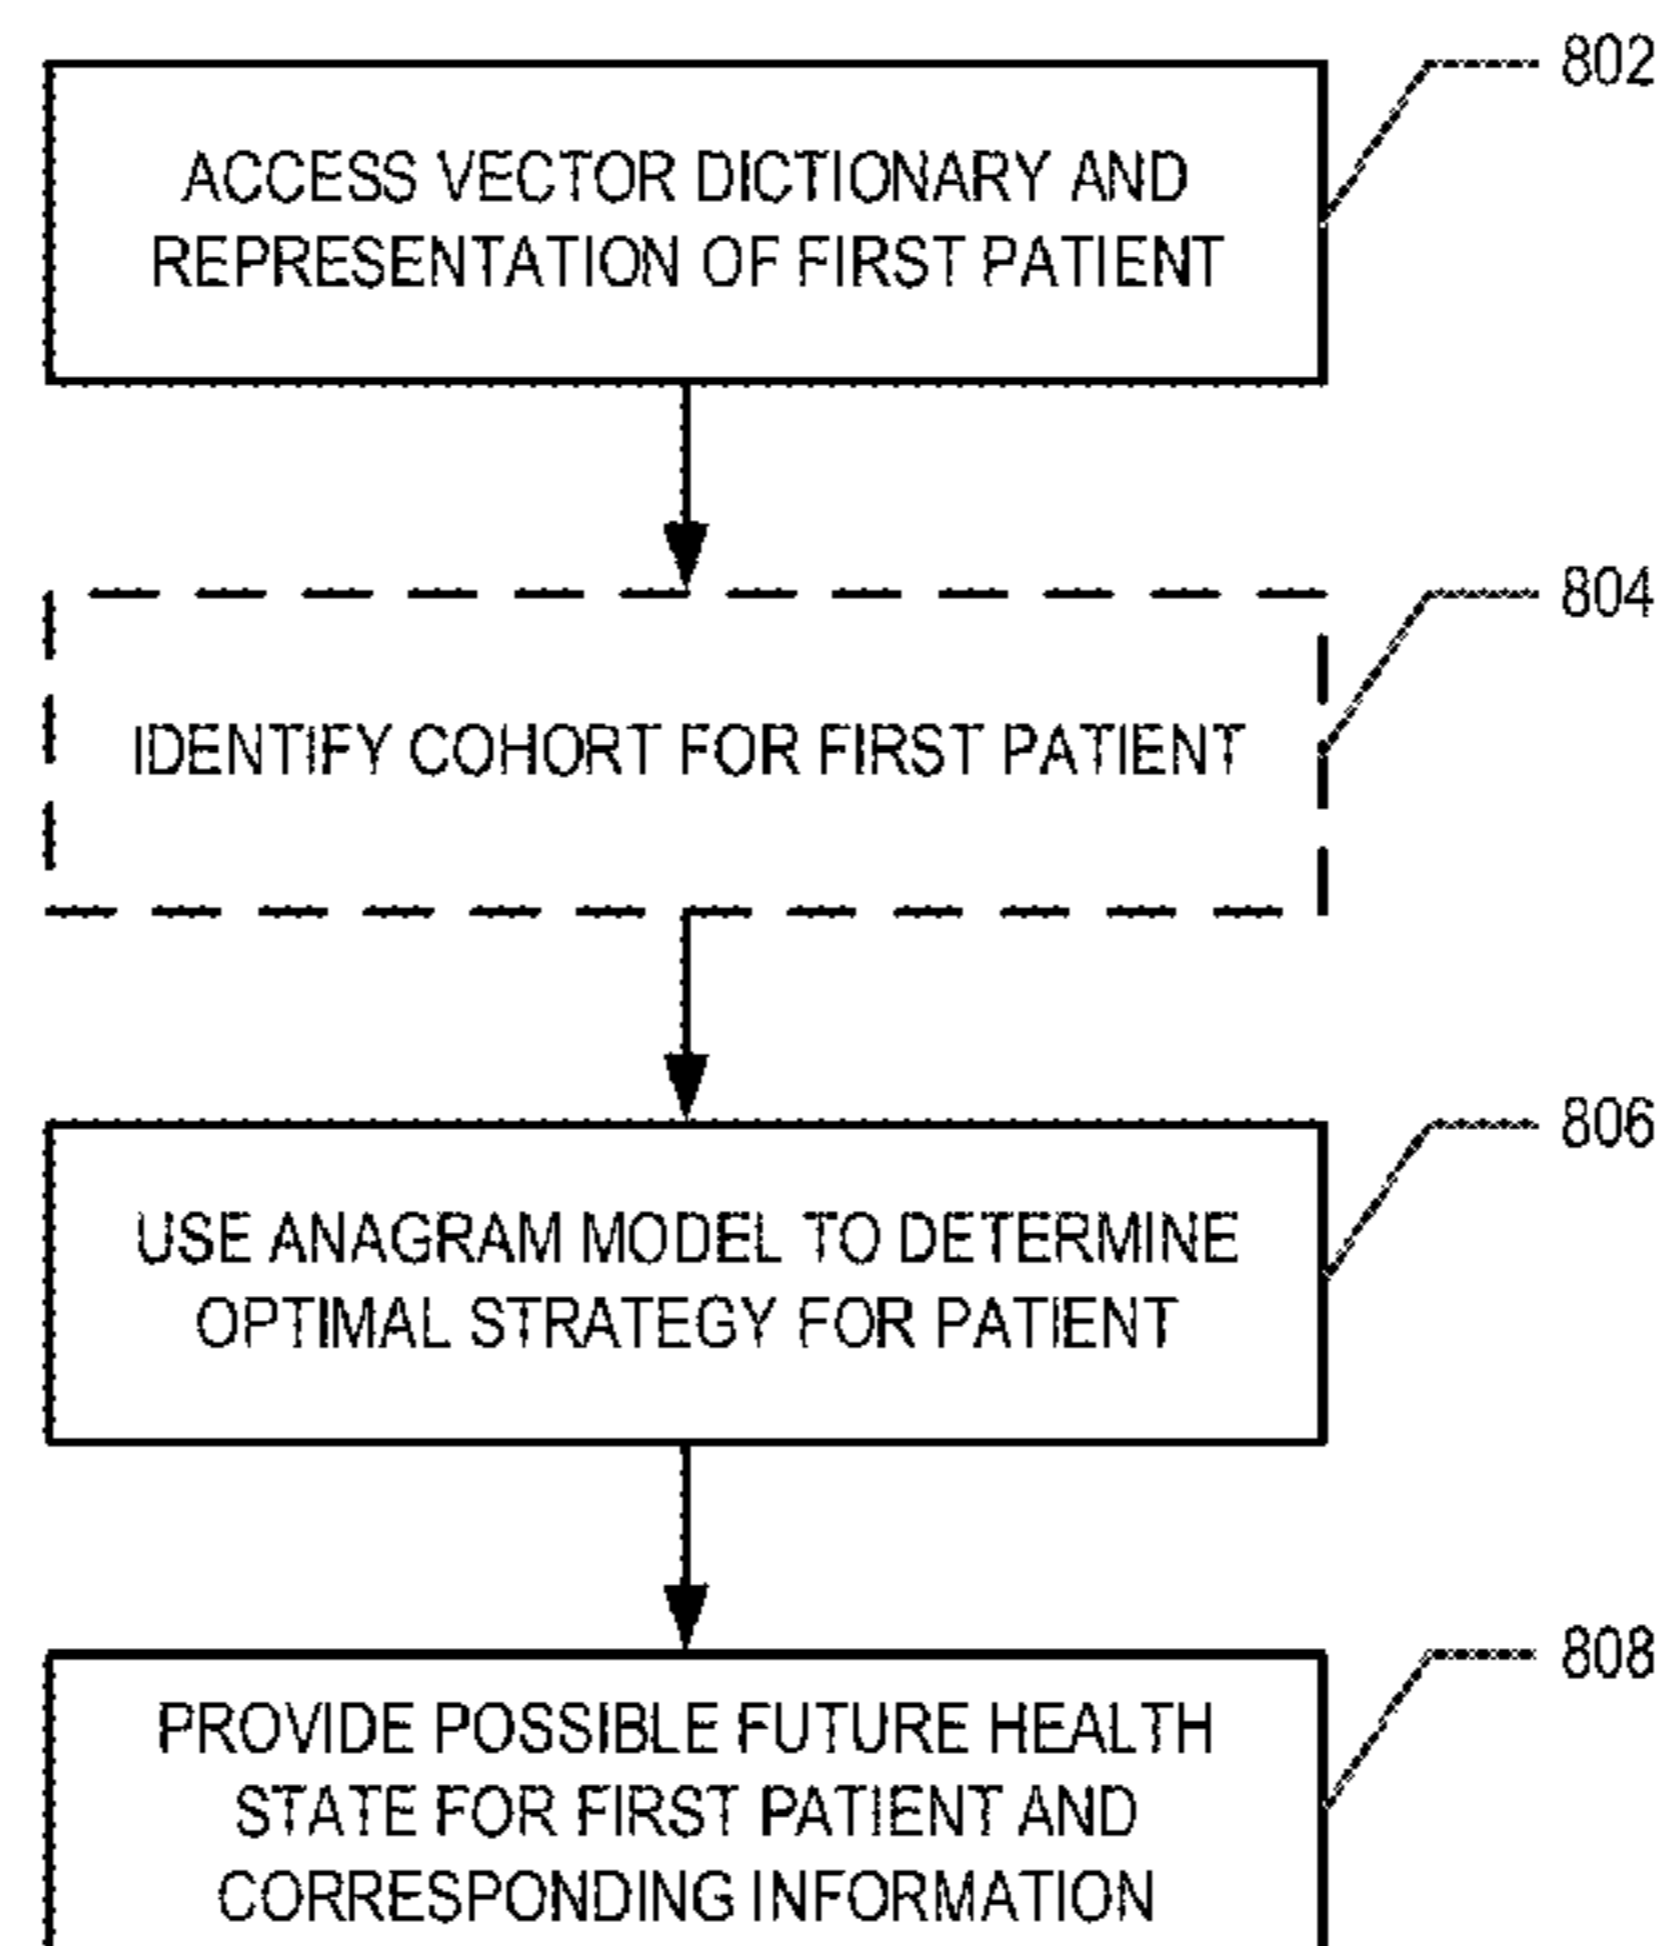 802
ACCESS VECTOR DICTIONARY AND
REPRESENTATION OF FIRST PATIENT
804
IDENTIFY COHORT FOR FIRST PATIENT
806
USE ANAGRAM MODEL TO DETERMINE
OPTIMAL STRATEGY FOR PATIENT
808
PROVIDE POSSIBLE FUTURE HEALTH
STATE FOR FIRST PATIENT AND
CORRESPONDING INFORMATION